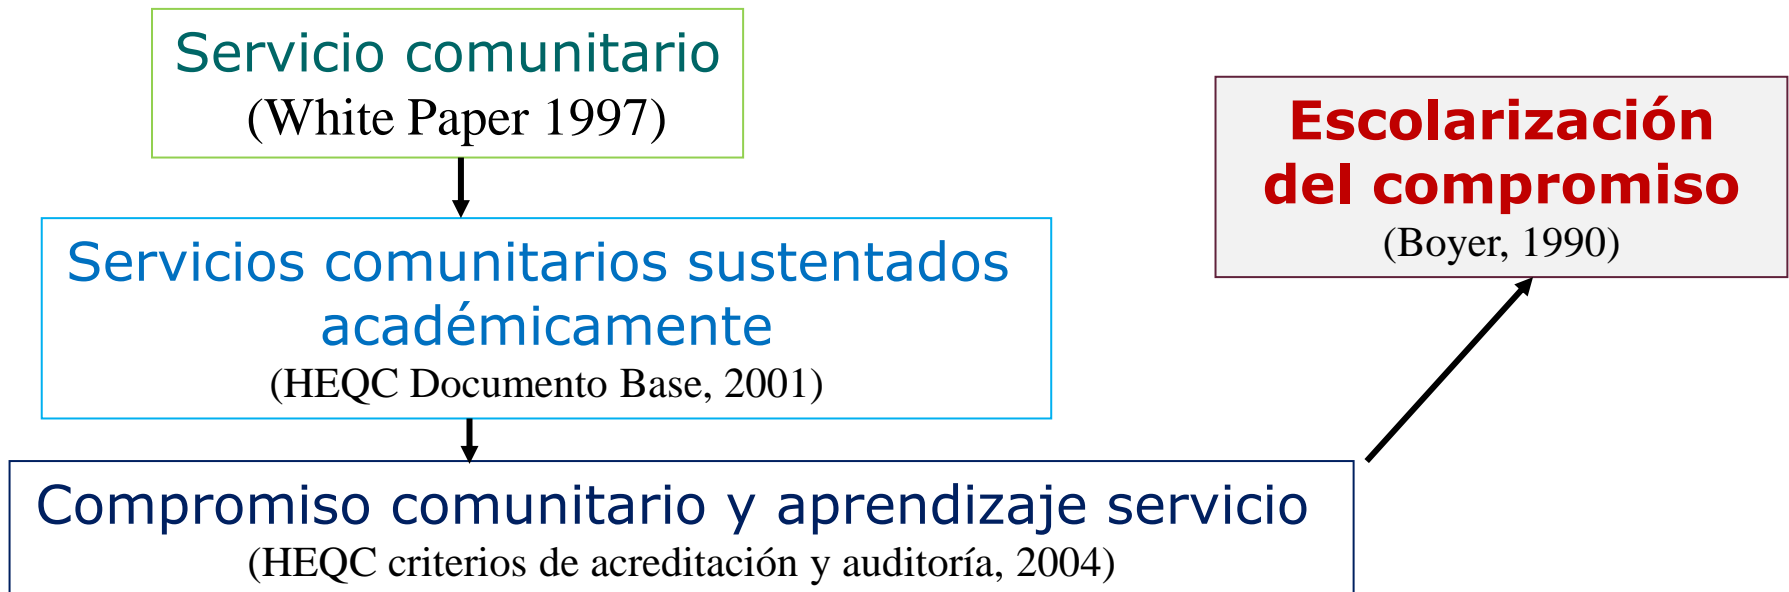 Servicio comunitario
(White Paper 1997)
Servicios comunitarios sustentados
académicamente
(HEQC Documento Base, 2001)
Compromiso comunitario y aprendizaje servicio
(HEQC criterios de acreditación y auditoría, 2004)
Escolarización
del compromiso
(Boyer, 1990)